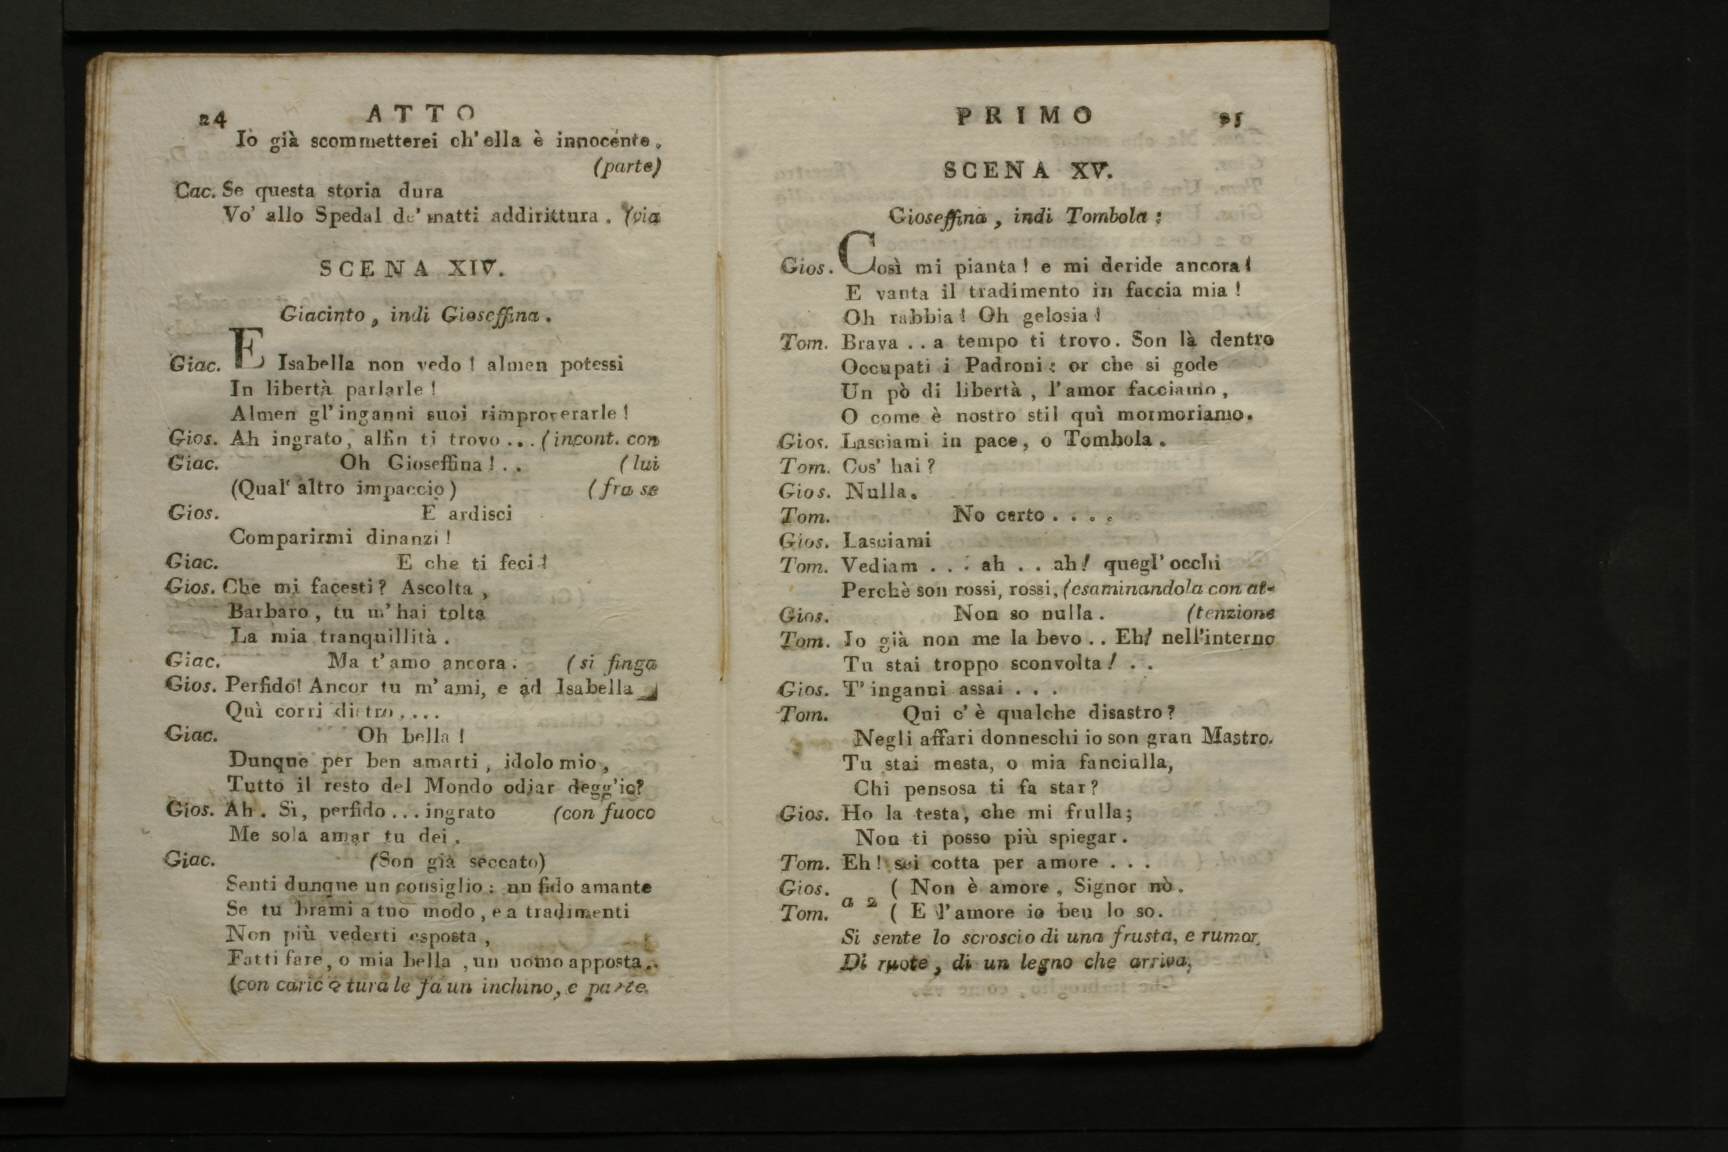 24 ATTO
Io già scommetterei ch' ella è innocente.
(parte)
Cac. Se questa storia dura
Vo' allo Spedal de' matti addirittura. (via
SCENA XIV.
Giacinto, indi Gioseffina.
Giac. E Isabella non vedo! almen potessi
In libertà parlarle!
Almen gl' inganni suoi rimproverarle!
Gios. Ah ingrato, alfin ti trovo... (incont. con
Giac. Oh Gioseffina!.. (lui
(Qual' altro impaccio) (fra se
Gios. E ardisci
Comparirmi dinanzi!
Giac. E che ti feci!
Gios. Che mi facesti? Ascolta,
Barbaro, tu m' hai tolta
La mia tranquillità.
Giac. Ma t' amo ancora. (si finga
Gios. Perfido! Ancor tu m' ami, e ad Isabella
Quì corri dietro....
Giac. Oh bella!
Dunque per ben amarti, idolo mio,
Tutto il resto del Mondo odiar degg' io?
Gios. Ah. Sì, perfido... ingrato (con fuoco
Me sola amar tu dei.
Giac. (Son già seccato)
Senti dunque un consiglio: un fido amante
Se tu brami a tuo modo, e a tradimenti
Non più vederti esposta,
Fatti fare, o mia bella, un uomo apposta..
(con caricatura le fa un inchino, e parte.
PRIMO 25
SCENA XV.
Gioseffina, indi Tombola:
Gios. Così mi pianta! e mi deride ancora!
E vanta il tradimento in faccia mia!
Oh rabbia! Oh gelosia!
Tom. Brava.. a tempo ti trovo. Son là dentro
Occupati i Padroni: or che si gode
Un pò di libertà, l' amor facciamo,
O come è nostro stil quì mormoriamo.
Gios. Lasciami in pace, o Tombola.
Tom. Cos' hai?
Gios. Nulla.
Tom. No certo....
Gios. Lasciami
Tom. Vediam... ah.. ah! quegl' occhi
Perchè son rossi, rossi, (esaminandola con at-
Gios. Non so nulla. (tenzione
Tom. Io già non me la bevo.. Eh! nell' interno
Tu stai troppo sconvolta!..
Gios. T' inganni assai...
Tom. Qui c' è qualche disastro?
Negli affari donneschi io son gran Mastro.
Tu stai mesta, o mia fanciulla,
Chi pensosa ti fa star?
Gios. Ho la testa, che mi frulla;
Non ti posso più spiegar.
Tom. Eh! sei cotta per amore...
Gios. ( Non è amore, Signor nò.
a 2
Tom. ( E l' amore io ben lo so.
Si sente lo scroscio di una frusta, e rumor
Di ruote, di un legno che arriva,